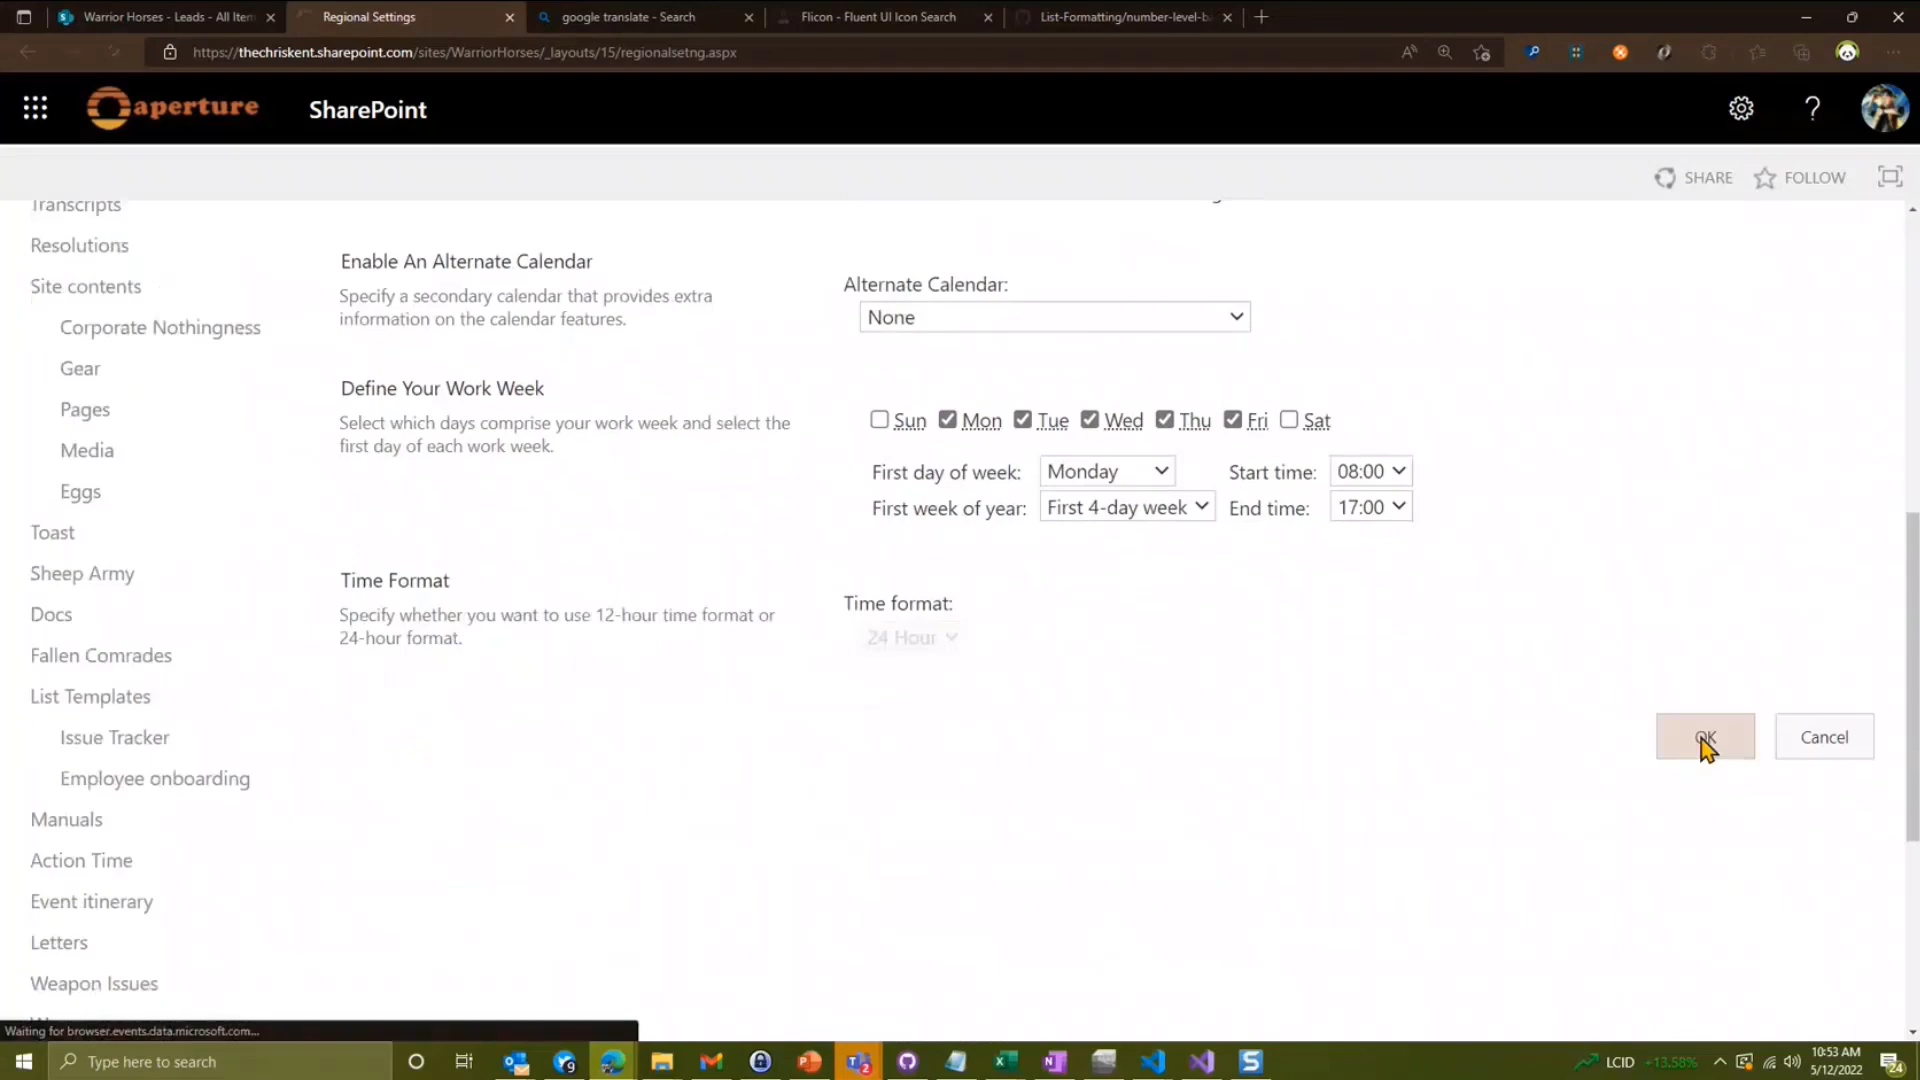 Warrior Horses - Leads - All Item
Regional Settings
google translate - Search
Flicon - Fluent UI Icon Search
List-Formatting/number-level-b
https://thechriskent.sharepoint.com/sites/WarriorHorses/_layouts/15/regionalsetng.aspx
aperture
SharePoint
SHARE
FOLLOW
Transcripts
Resolutions
Site contents
Corporate Nothingness
Gear
Pages
Media
Eggs
Toast
Sheep Army
Docs
Fallen Comrades
List Templates
Issue Tracker
Employee onboarding
Manuals
Action Time
Event itinerary
Letters
Weapon Issues
Enable An Alternate Calendar
Specify a secondary calendar that provides extra
information on the calendar features.
Alternate Calendar:
None
Define Your Work Week
Select which days comprise your work week and select the
first day of each work week.
Sun Mon Tue Wed Thu Fri Sat
First day of week: Monday Start time: 08:00
First week of year: First 4-day week End time: 17:00
Time Format
Specify whether you want to use 12-hour time format or
24-hour format.
Time format:
24 Hour
OK
Cancel
Waiting for browser.events.data.microsoft.com...
Type here to search
LCID +13.58%
10:53 AM
5/12/2022
24